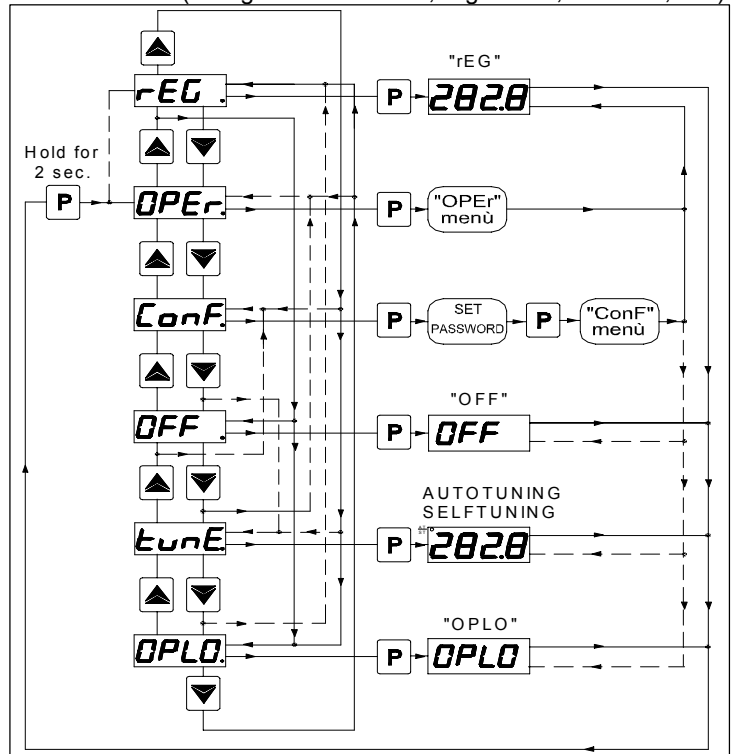 "rEG"
rEG .
P
282.8
Hold for
2 sec.
P
OPEr.
P
"OPEr"
menù
ConF.
P
SET
PASSWORD
P
"ConF"
menù
"OFF"
OFF .
P
OFF
AUTOTUNING
SELFTUNING
tunE.
P
282.8
"OPLO"
OPLO.
P
OPLO